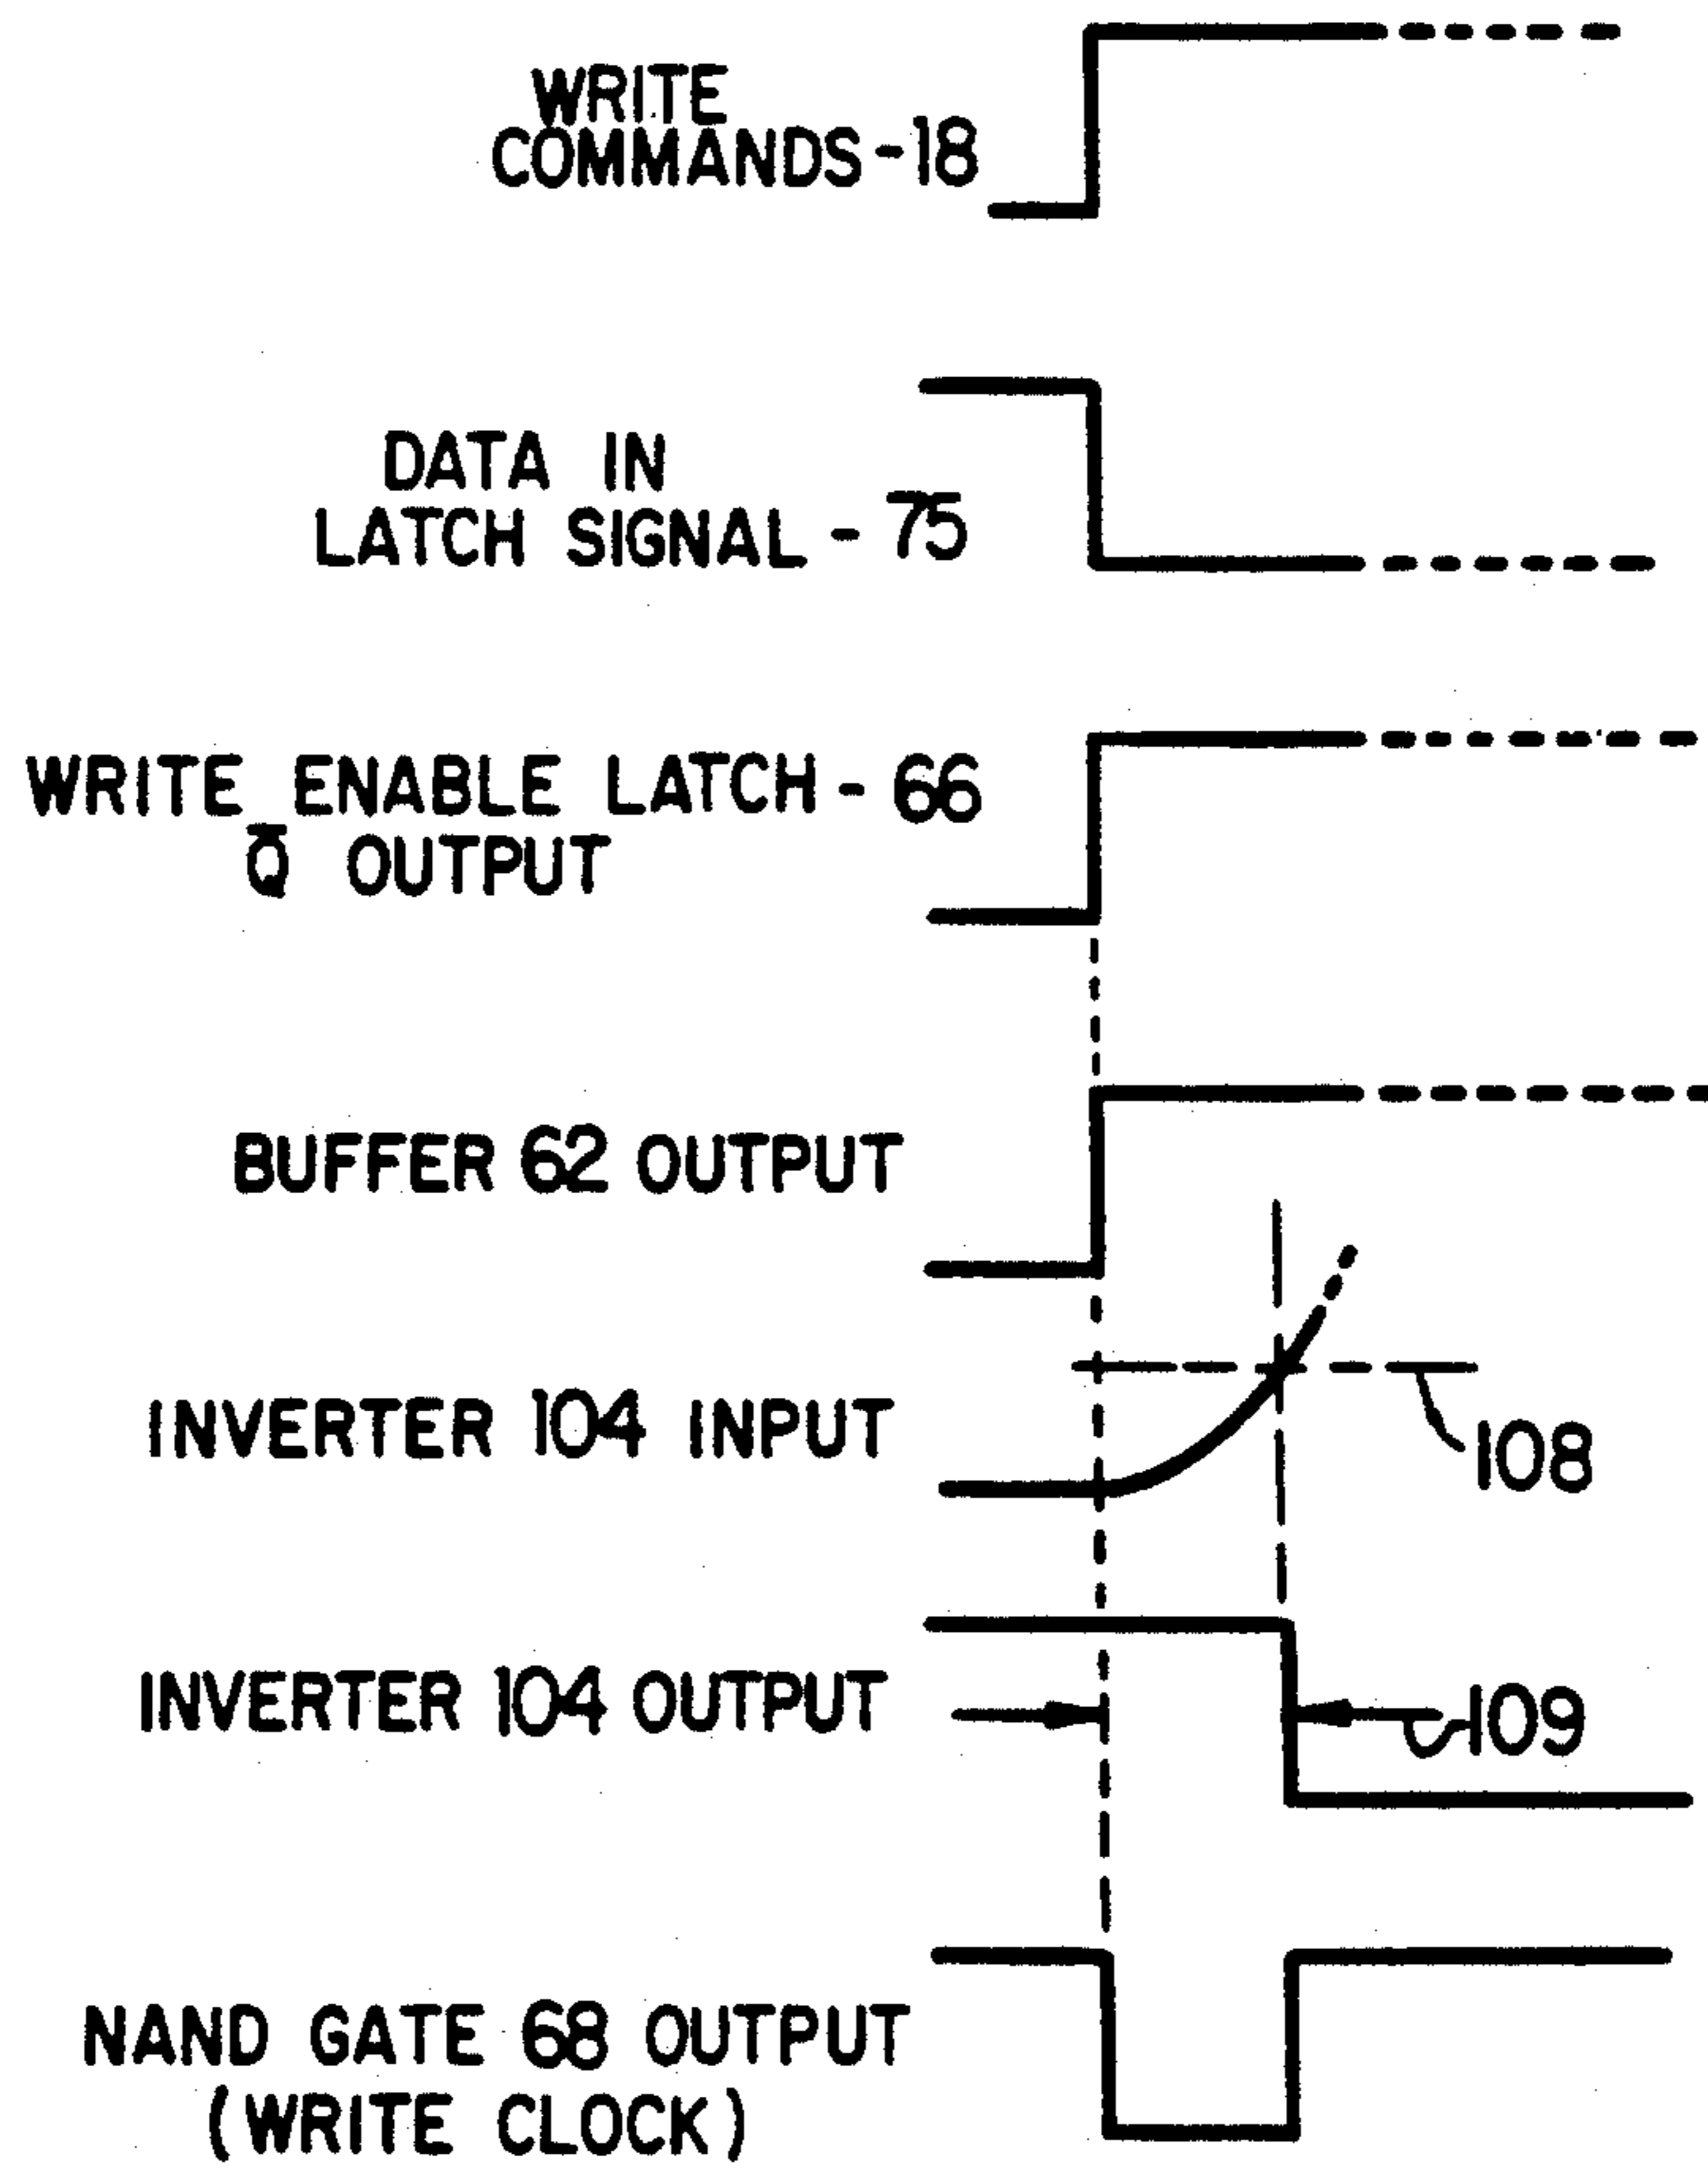 WRITE
COMMANDS-18
DATA IN
LATCH SIGNAL - 75
WRITE ENABLE LATCH - 66
Q̅ OUTPUT
BUFFER 62 OUTPUT
INVERTER 104 INPUT
108
INVERTER 104 OUTPUT
109
NAND GATE 68 OUTPUT
(WRITE CLOCK)